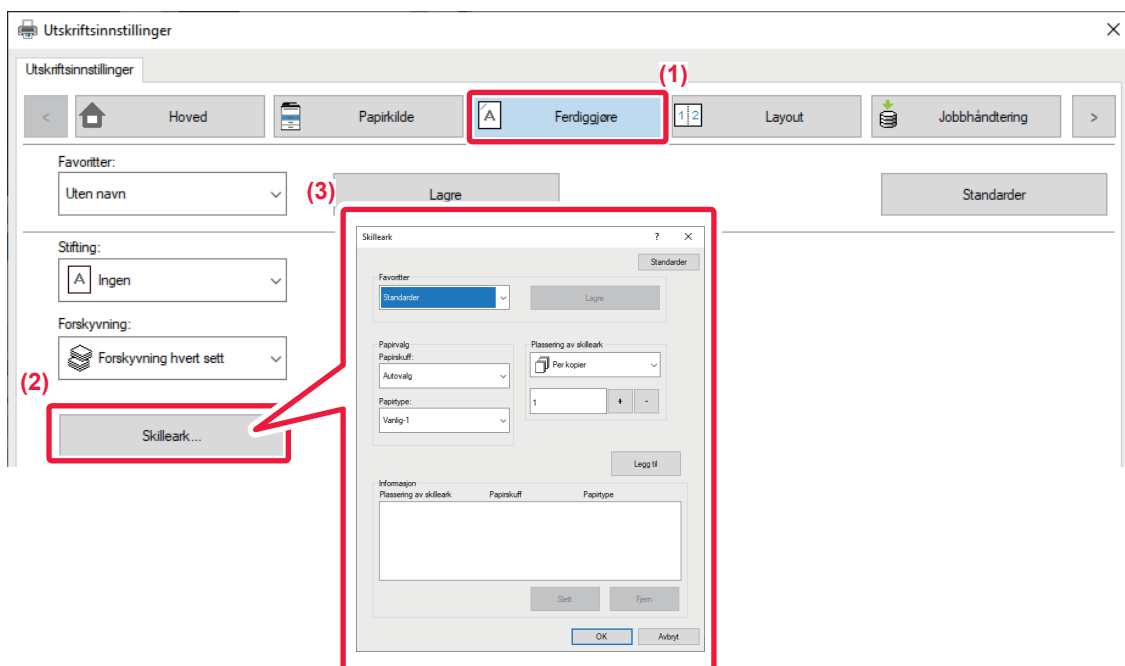 Utskriftsinnstillinger
Utskriftsinnstillinger
(1)
< Hoved Papirkilde A Ferdiggjøre 1 2 Layout Jobbhåndtering >
Favoritter:
Uten navn
(3)
Lagre
Standarder
Stifting:
A Ingen
Forskyvning:
Forskyvning hvert sett
(2)
Skilleark...
Skilleark ?
Standarder
Favoritter
Standarder
Lagre
Papirvalg
Papirskuff:
Autovalg
Papirtype:
Vanlig-1
Plassering av skilleark
Per kopier
1 + -
Legg til
Informasjon
Plassering av skilleark Papirskuff Papirtype
Slett Fjern
OK Avbryt